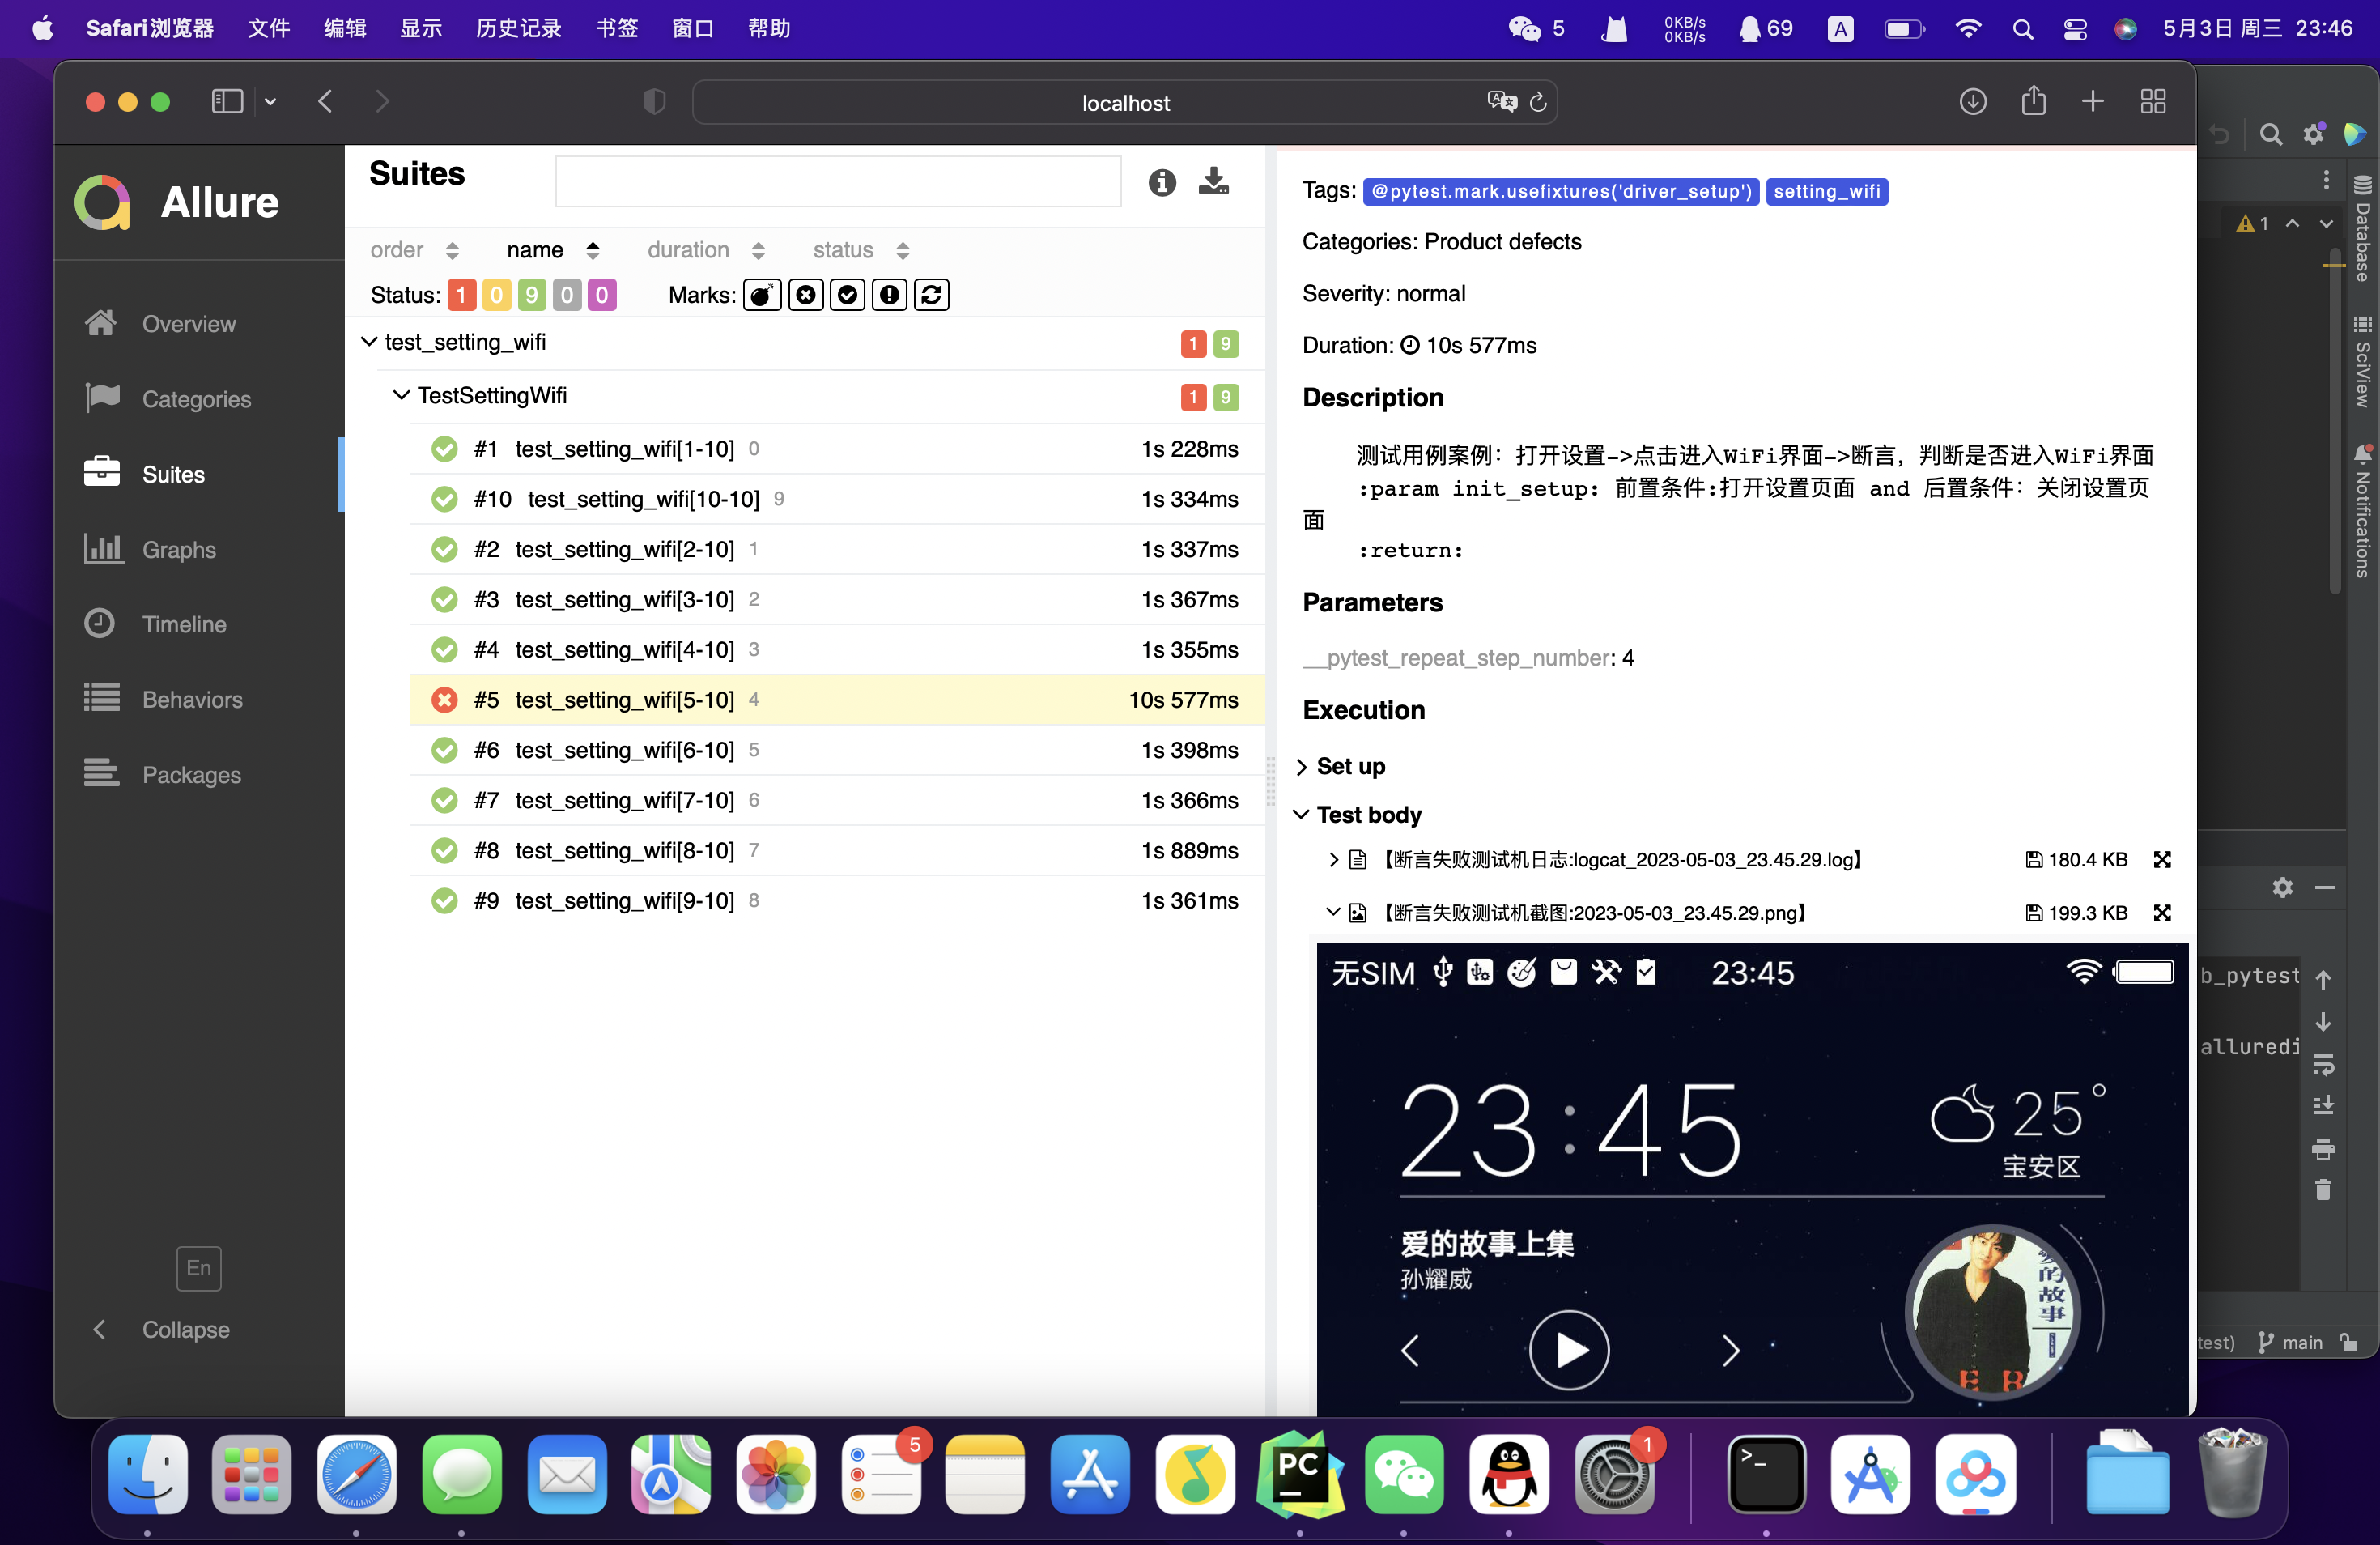 Safari浏览器 文件 编辑 显示 历史记录 书签 窗口 帮助
5
0KB/s
0KB/s
69
A
5月3日 周三 23:46
localhost
Allure
Overview
Categories
Suites
Graphs
Timeline
Behaviors
Packages
En
Collapse
Suites
order name duration status
Status: 1 0 9 0 0 Marks:
test_setting_wifi 1 9
TestSettingWifi 1 9
#1 test_setting_wifi[1-10] 0 1s 228ms
#10 test_setting_wifi[10-10] 9 1s 334ms
#2 test_setting_wifi[2-10] 1 1s 337ms
#3 test_setting_wifi[3-10] 2 1s 367ms
#4 test_setting_wifi[4-10] 3 1s 355ms
#5 test_setting_wifi[5-10] 4 10s 577ms
#6 test_setting_wifi[6-10] 5 1s 398ms
#7 test_setting_wifi[7-10] 6 1s 366ms
#8 test_setting_wifi[8-10] 7 1s 889ms
#9 test_setting_wifi[9-10] 8 1s 361ms
Tags: @pytest.mark.usefixtures('driver_setup') setting_wifi
Categories: Product defects
Severity: normal
Duration: 10s 577ms
Description
测试用例案例：打开设置->点击进入WiFi界面->断言，判断是否进入WiFi界面
:param init_setup: 前置条件:打开设置页面 and 后置条件：关闭设置页
面
:return:
Parameters
__pytest_repeat_step_number: 4
Execution
Set up
Test body
【断言失败测试机日志:logcat_2023-05-03_23.45.29.log】 180.4 KB
【断言失败测试机截图:2023-05-03_23.45.29.png】 199.3 KB
无SIM 23:45
23:45
25°
宝安区
爱的故事上集
孙耀威
的故事
E B
1
Database
SciView
Notifications
b_pytest
alluredi
test) main
5
PC
1
>_